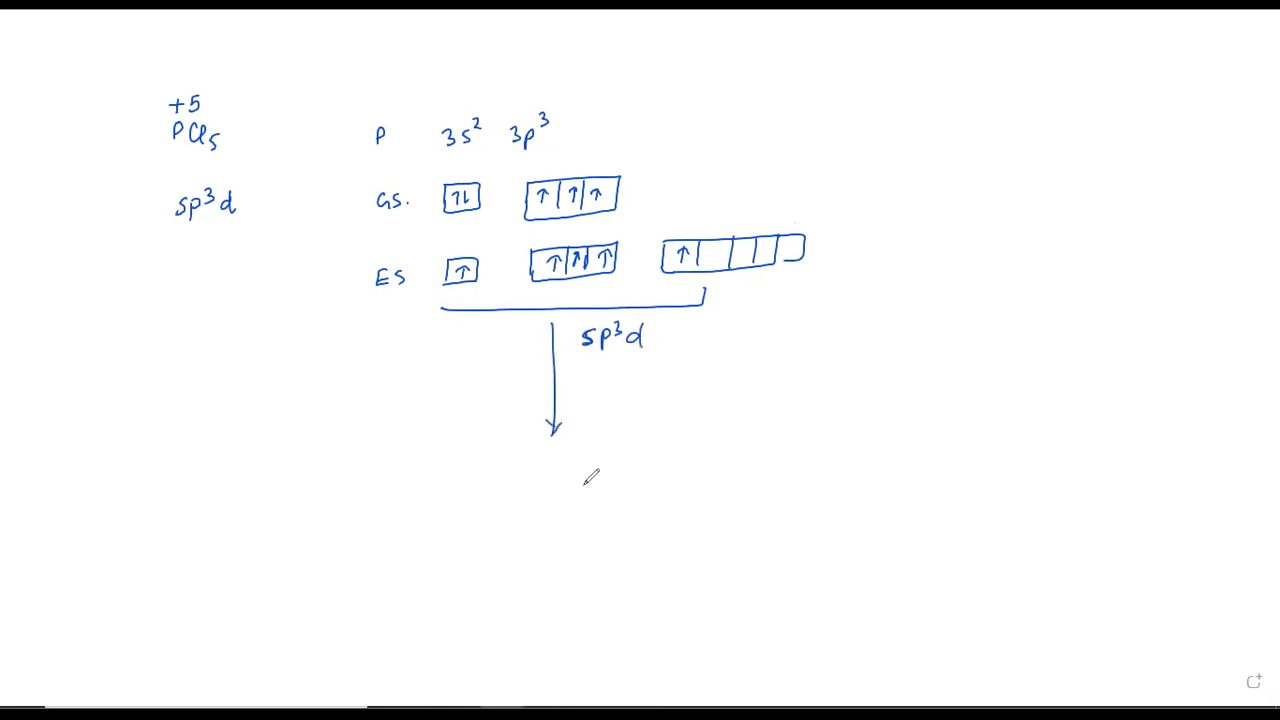 +5
PCl₅ P 3s² 3p³
sp³d GS. ↑↓ ↑ ↑ ↑
ES ↑ ↑ ↑ ↑ ↑
sp³d